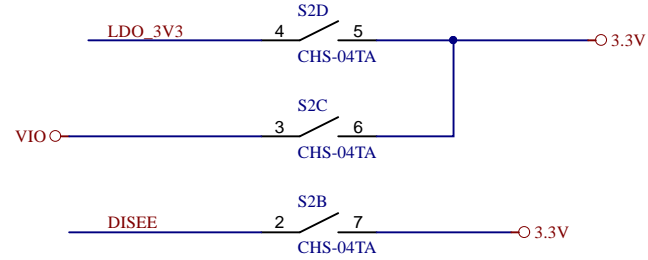 S2D
LDO_3V3 4 5 3.3V
CHS-04TA
S2C
VIO 3 6
CHS-04TA
S2B
DISEE 2 7 3.3V
CHS-04TA